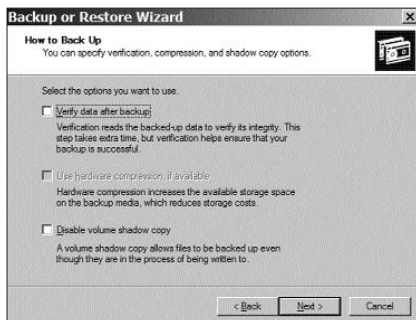 Backup or Restore Wizard
How to Back Up
You can specify verification, compression, and shadow copy options.
Select the options you want to use.
Verify data after backup
Verification reads the backed-up data to verify its integrity. This
step takes extra time, but verification helps ensure that your
backup is successful.
Use hardware compression, if available
Hardware compression increases the available storage space
on the backup media, which reduces storage costs.
Disable volume shadow copy
A volume shadow copy allows files to be backed up even
though they are in the process of being written to.
< Back Next > Cancel